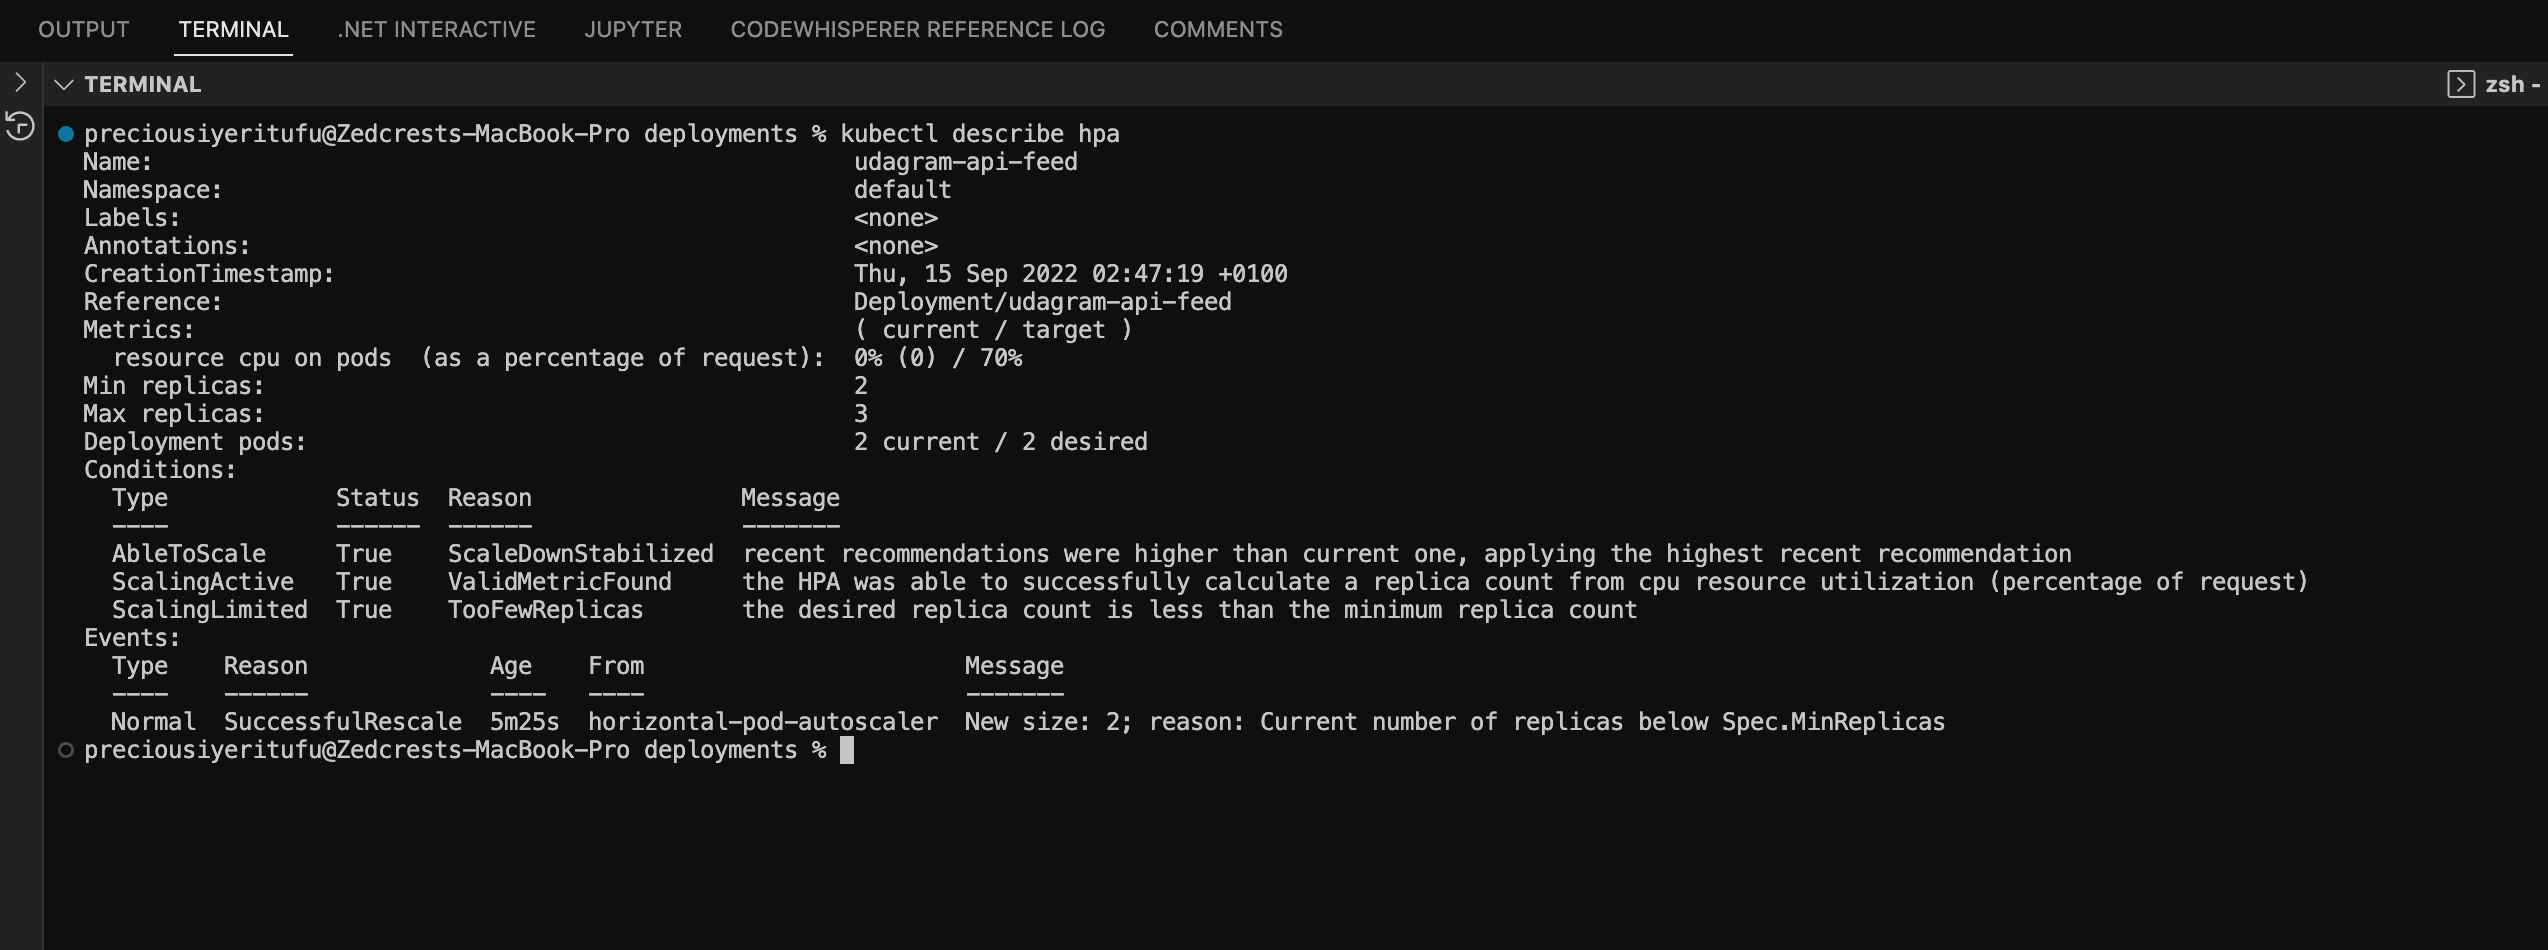 OUTPUT TERMINAL .NET INTERACTIVE JUPYTER CODEWHISPERER REFERENCE LOG COMMENTS
TERMINAL zsh -
preciousiyeritufu@Zedcrests-MacBook-Pro deployments % kubectl describe hpa
Name: udagram-api-feed
Namespace: default
Labels: <none>
Annotations: <none>
CreationTimestamp: Thu, 15 Sep 2022 02:47:19 +0100
Reference: Deployment/udagram-api-feed
Metrics: ( current / target )
resource cpu on pods (as a percentage of request): 0% (0) / 70%
Min replicas: 2
Max replicas: 3
Deployment pods: 2 current / 2 desired
Conditions:
Type Status Reason Message
---- ------ ------ -------
AbleToScale True ScaleDownStabilized recent recommendations were higher than current one, applying the highest recent recommendation
ScalingActive True ValidMetricFound the HPA was able to successfully calculate a replica count from cpu resource utilization (percentage of request)
ScalingLimited True TooFewReplicas the desired replica count is less than the minimum replica count
Events:
Type Reason Age From Message
---- ------ ---- ---- -------
Normal SuccessfulRescale 5m25s horizontal-pod-autoscaler New size: 2; reason: Current number of replicas below Spec.MinReplicas
preciousiyeritufu@Zedcrests-MacBook-Pro deployments %